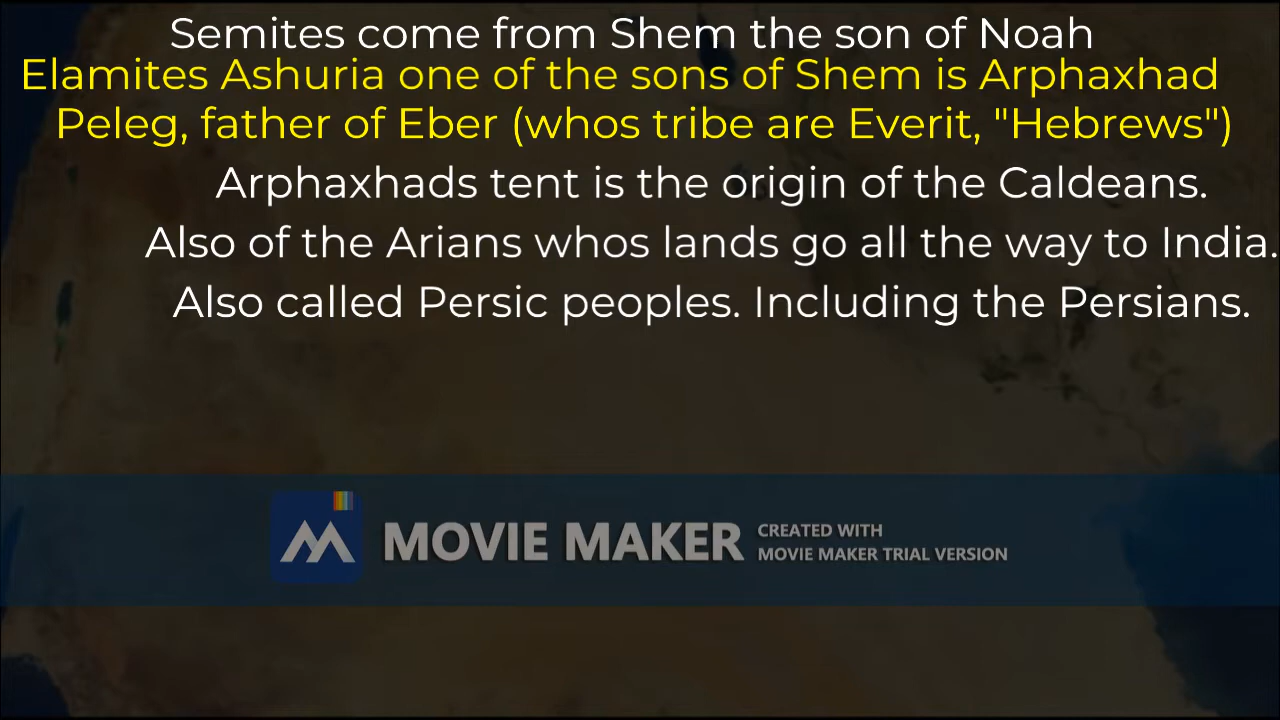 Semites come from Shem the son of Noah
Elamites Ashuria one of the sons of Shem is Arphaxhad
Peleg, father of Eber (whos tribe are Everit, "Hebrews")
Arphaxhads tent is the origin of the Caldeans.
Also of the Arians whos lands go all the way to India.
Also called Persic peoples. Including the Persians.
MOVIE MAKER
CREATED WITH
MOVIE MAKER TRIAL VERSION